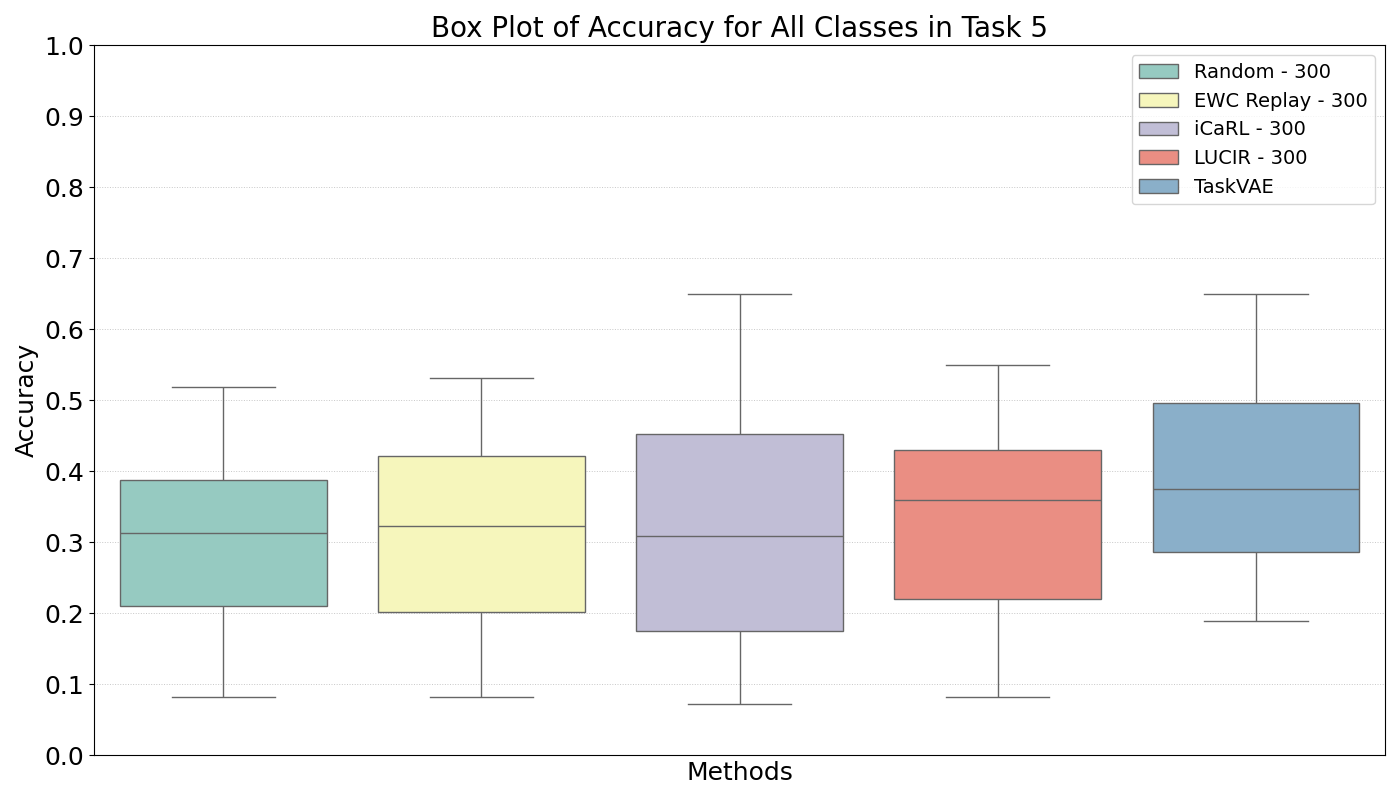 Box Plot of Accuracy for All Classes in Task 5
1.0
0.9
0.8
0.7
0.6
0.5
0.4
0.3
0.2
0.1
0.0
Accuracy
Methods
Random - 300
EWC Replay - 300
iCaRL - 300
LUCIR - 300
TaskVAE